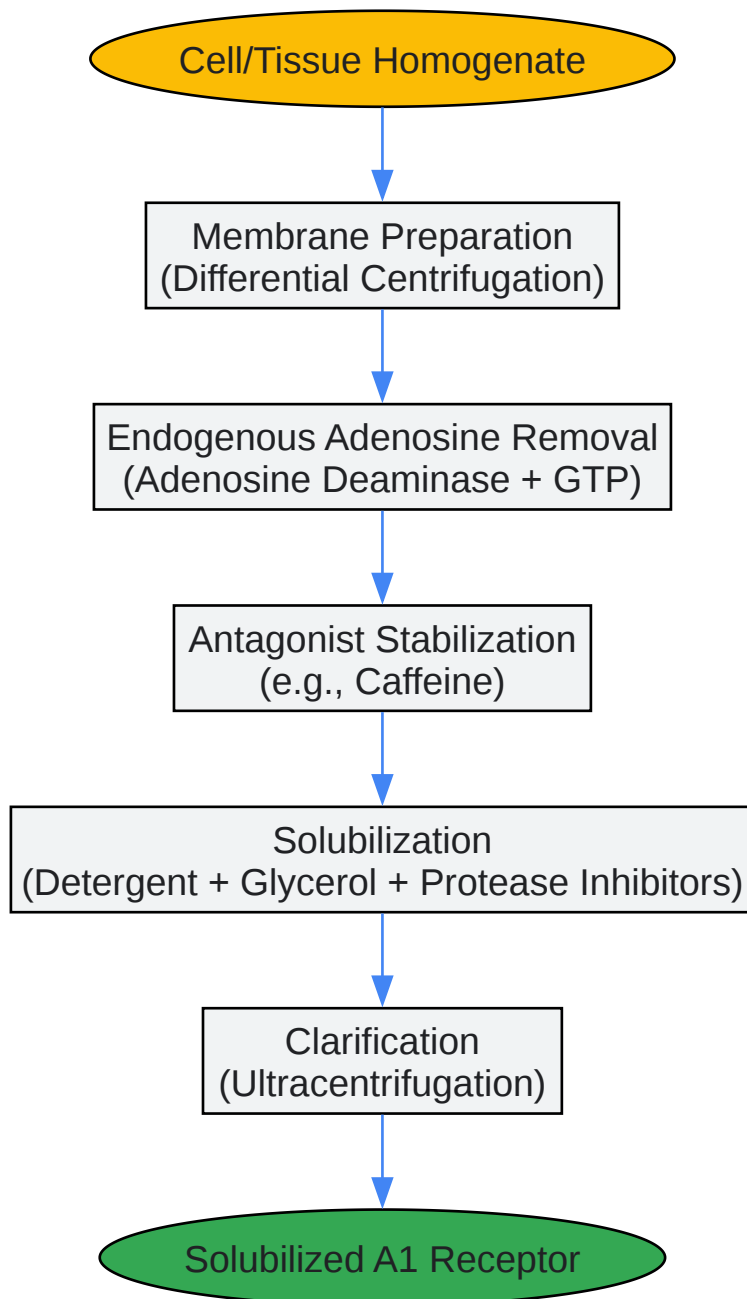 Cell/Tissue Homogenate
Membrane Preparation
(Differential Centrifugation)
Endogenous Adenosine Removal
(Adenosine Deaminase + GTP)
Antagonist Stabilization
(e.g., Caffeine)
Solubilization
(Detergent + Glycerol + Protease Inhibitors)
Clarification
(Ultracentrifugation)
Solubilized A1 Receptor